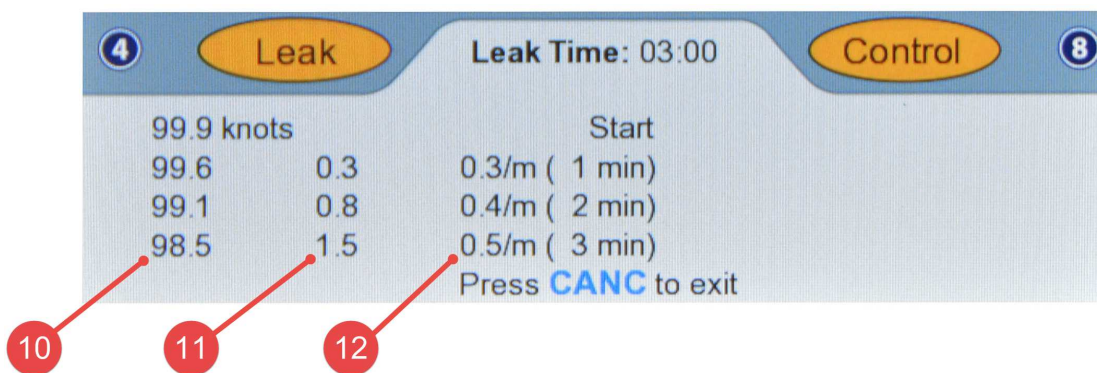 4 Leak Leak Time: 03:00 Control 8
99.9 knots Start
99.6 0.3 0.3/m ( 1 min)
99.1 0.8 0.4/m ( 2 min)
98.5 1.5 0.5/m ( 3 min)
Press CANC to exit
10 11 12